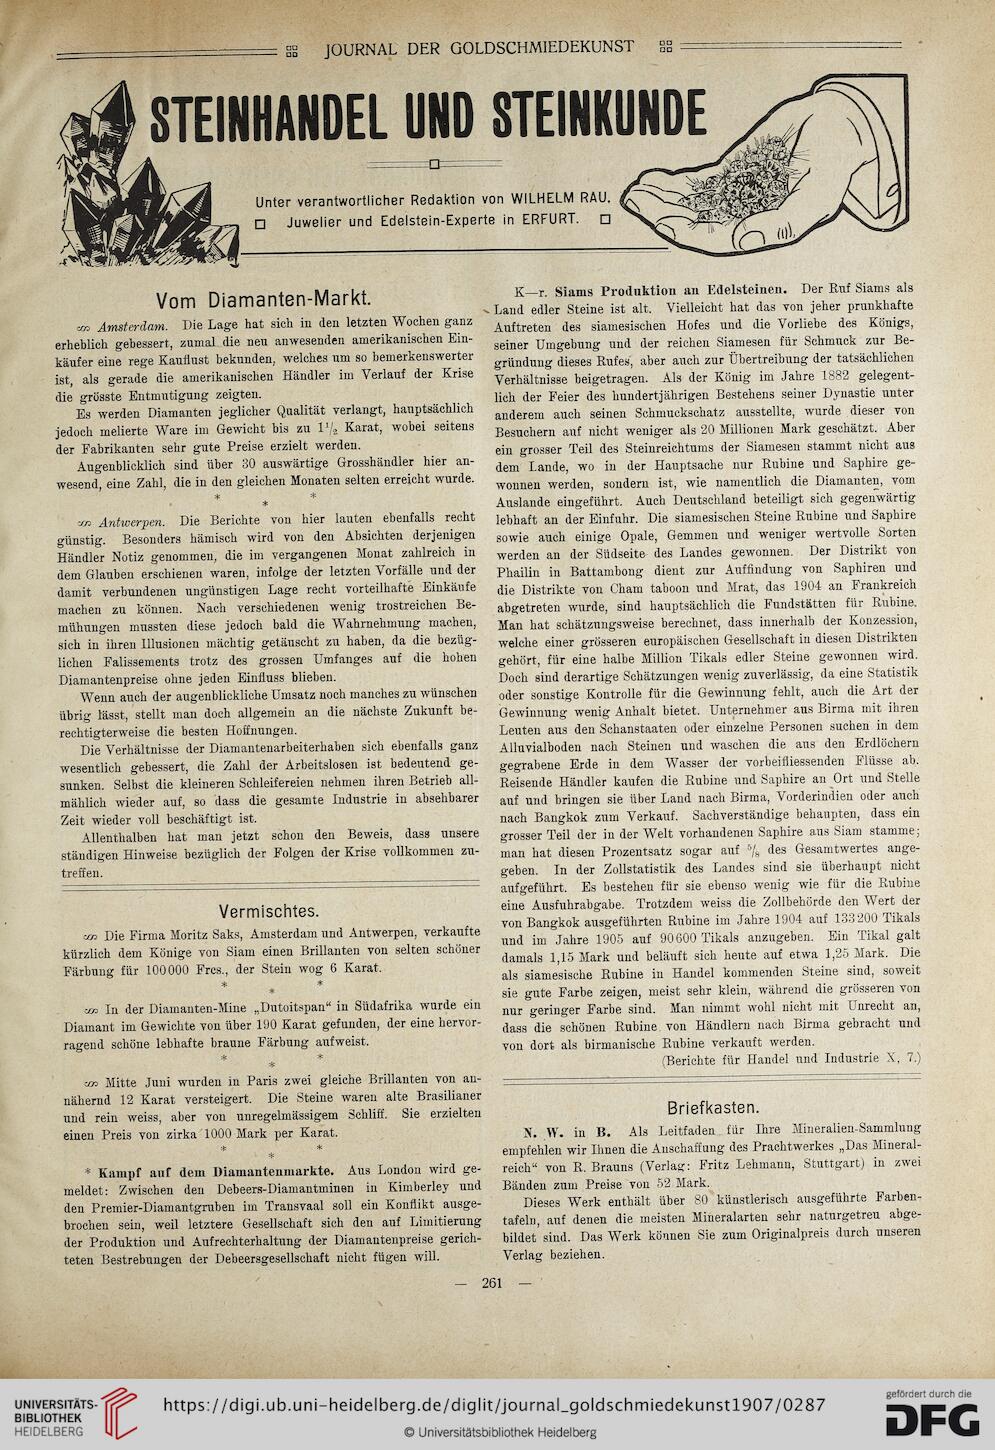 JOURNAL DER GOLDSCHMIEDEKUNST
STEINHANDEL UND STEINKUNDE
Unter verantwortlicher Redaktion von WILHELM RAU,
Juwelier und Edelstein-Experte in ERFURT.
Vom Diamanten-Markt.
Amsterdam. Die Lage hat sich in den letzten Wochen ganz
erheblich gebessert, zumal die neu anwesenden amerikanischen Ein-
käufer eine rege Kauflust bekunden, welches um so bemerkenswerter
ist, als gerade die amerikanischen Händler im Verlauf der Krise
die grösste Entmutigung zeigten.
Es werden Diamanten jeglicher Qualität verlangt, hauptsächlich
jedoch melierte Ware im Gewicht bis zu 1¹/₂ Karat, wobei seitens
der Fabrikanten sehr gute Preise erzielt werden.
Augenblicklich sind über 30 auswärtige Grosshändler hier an-
wesend, eine Zahl, die in den gleichen Monaten selten erreicht wurde.
* * *
Antwerpen. Die Berichte von hier lauten ebenfalls recht
günstig. Besonders hämisch wird von den Absichten derjenigen
Händler Notiz genommen, die im vergangenen Monat zahlreich in
dem Glauben erschienen waren, infolge der letzten Vorfälle und der
damit verbundenen ungünstigen Lage recht vorteilhafte Einkäufe
machen zu können. Nach verschiedenen wenig trostreichen Be-
mühungen mussten diese jedoch bald die Wahrnehmung machen,
sich in ihren Illusionen mächtig getäuscht zu haben, da die bezüg-
lichen Falissements trotz des grossen Umfanges auf die hohen
Diamantenpreise ohne jeden Einfluss blieben.
Wenn auch der augenblickliche Umsatz noch manches zu wünschen
übrig lässt, stellt man doch allgemein an die nächste Zukunft be-
rechtigterweise die besten Hoffnungen.
Die Verhältnisse der Diamantenarbeiterhaben sich ebenfalls ganz
wesentlich gebessert, die Zahl der Arbeitslosen ist bedeutend ge-
sunken. Selbst die kleineren Schleifereien nehmen ihren Betrieb all-
mählich wieder auf, so dass die gesamte Industrie in absehbarer
Zeit wieder voll beschäftigt ist.
Allenthalben hat man jetzt schon den Beweis, dass unsere
ständigen Hinweise bezüglich der Folgen der Krise vollkommen zu-
treffen.
Vermischtes.
Die Firma Moritz Saks, Amsterdam und Antwerpen, verkaufte
kürzlich dem Könige von Siam einen Brillanten von selten schöner
Färbung für 100000 Frcs., der Stein wog 6 Karat.
* * *
In der Diamanten-Mine „Dutoitspan“ in Südafrika wurde ein
Diamant im Gewichte von über 190 Karat gefunden, der eine hervor-
ragend schöne lebhafte braune Färbung aufweist.
* * *
Mitte Juni wurden in Paris zwei gleiche Brillanten von an-
nähernd 12 Karat versteigert. Die Steine waren alte Brasilianer
und rein weiss, aber von unregelmässigem Schliff. Sie erzielten
einen Preis von zirka 1000 Mark per Karat.
* * *
* Kampf auf dem Diamantenmarkte. Aus London wird ge-
meldet: Zwischen den Debeers-Diamantminen in Kimberley und
den Premier-Diamantgruben im Transvaal soll ein Konflikt ausge-
brochen sein, weil letztere Gesellschaft sich den auf Limitierung
der Produktion und Aufrechterhaltung der Diamantenpreise gerich-
teten Bestrebungen der Debeersgesellschaft nicht fügen will.
K—r. Siams Produktion an Edelsteinen. Der Ruf Siams als
Land edler Steine ist alt. Vielleicht hat das von jeher prunkhafte
Auftreten des siamesischen Hofes und die Vorliebe des Königs,
seiner Umgebung und der reichen Siamesen für Schmuck zur Be-
gründung dieses Rufes, aber auch zur Übertreibung der tatsächlichen
Verhältnisse beigetragen. Als der König im Jahre 1882 gelegent-
lich der Feier des hundertjährigen Bestehens seiner Dynastie unter
anderem auch seinen Schmuckschatz ausstellte, wurde dieser von
Besuchern auf nicht weniger als 20 Millionen Mark geschätzt. Aber
ein grosser Teil des Steinreichtums der Siamesen stammt nicht aus
dem Lande, wo in der Hauptsache nur Rubine und Saphire ge-
wonnen werden, sondern ist, wie namentlich die Diamanten, vom
Auslande eingeführt. Auch Deutschland beteiligt sich gegenwärtig
lebhaft an der Einfuhr. Die siamesischen Steine Rubine und Saphire
sowie auch einige Opale, Gemmen und weniger wertvolle Sorten
werden an der Südseite des Landes gewonnen. Der Distrikt von
Phailin in Battambong dient zur Auffindung von Saphiren und
die Distrikte von Cham taboon und Mrat, das 1904 an Frankreich
abgetreten wurde, sind hauptsächlich die Fundstätten für Rubine.
Man hat schätzungsweise berechnet, dass innerhalb der Konzession,
welche einer grösseren europäischen Gesellschaft in diesen Distrikten
gehört, für eine halbe Million Tikals edler Steine gewonnen wird.
Doch sind derartige Schätzungen wenig zuverlässig, da eine Statistik
oder sonstige Kontrolle für die Gewinnung fehlt, auch die Art der
Gewinnung wenig Anhalt bietet. Unternehmer aus Birma mit ihren
Leuten aus den Schanstaaten oder einzelne Personen suchen in dem
Alluvialboden nach Steinen und waschen die aus den Erdlöchern
gegrabene Erde in dem Wasser der vorbeifliessenden Flüsse ab.
Reisende Händler kaufen die Rubine und Saphire an Ort und Stelle
auf und bringen sie über Land nach Birma, Vorderindien oder auch
nach Bangkok zum Verkauf. Sachverständige behaupten, dass ein
grosser Teil der in der Welt vorhandenen Saphire aus Siam stamme;
man hat diesen Prozentsatz sogar auf ⁵/₈ des Gesamtwertes ange-
geben. In der Zollstatistik des Landes sind sie überhaupt nicht
aufgeführt. Es bestehen für sie ebenso wenig wie für die Rubine
eine Ausfuhrabgabe. Trotzdem weiss die Zollbehörde den Wert der
von Bangkok ausgeführten Rubine im Jahre 1904 auf 133200 Tikals
und im Jahre 1905 auf 90600 Tikals anzugeben. Ein Tikal galt
damals 1,15 Mark und beläuft sich heute auf etwa 1,25 Mark. Die
als siamesische Rubine in Handel kommenden Steine sind, soweit
sie gute Farbe zeigen, meist sehr klein, während die grösseren von
nur geringer Farbe sind. Man nimmt wohl nicht mit Unrecht an,
dass die schönen Rubine von Händlern nach Birma gebracht und
von dort als birmanische Rubine verkauft werden.
(Berichte für Handel und Industrie X, 7.)
Briefkasten.
N. W. in B. Als Leitfaden für Ihre Mineralien-Sammlung
empfehlen wir Ihnen die Anschaffung des Prachtwerkes „Das Mineral-
reich“ von R. Brauns (Verlag: Fritz Lehmann, Stuttgart) in zwei
Bänden zum Preise von 52 Mark.
Dieses Werk enthält über 80 künstlerisch ausgeführte Farben-
tafeln, auf denen die meisten Mineralarten sehr naturgetreu abge-
bildet sind. Das Werk können Sie zum Originalpreis durch unseren
Verlag beziehen.
— 261 —
UNIVERSITÄTS-
BIBLIOTHEK
HEIDELBERG
https://digi.ub.uni-heidelberg.de/diglit/journal_goldschmiedekunst1907/0287
© Universitätsbibliothek Heidelberg
gefördert durch die
DFG